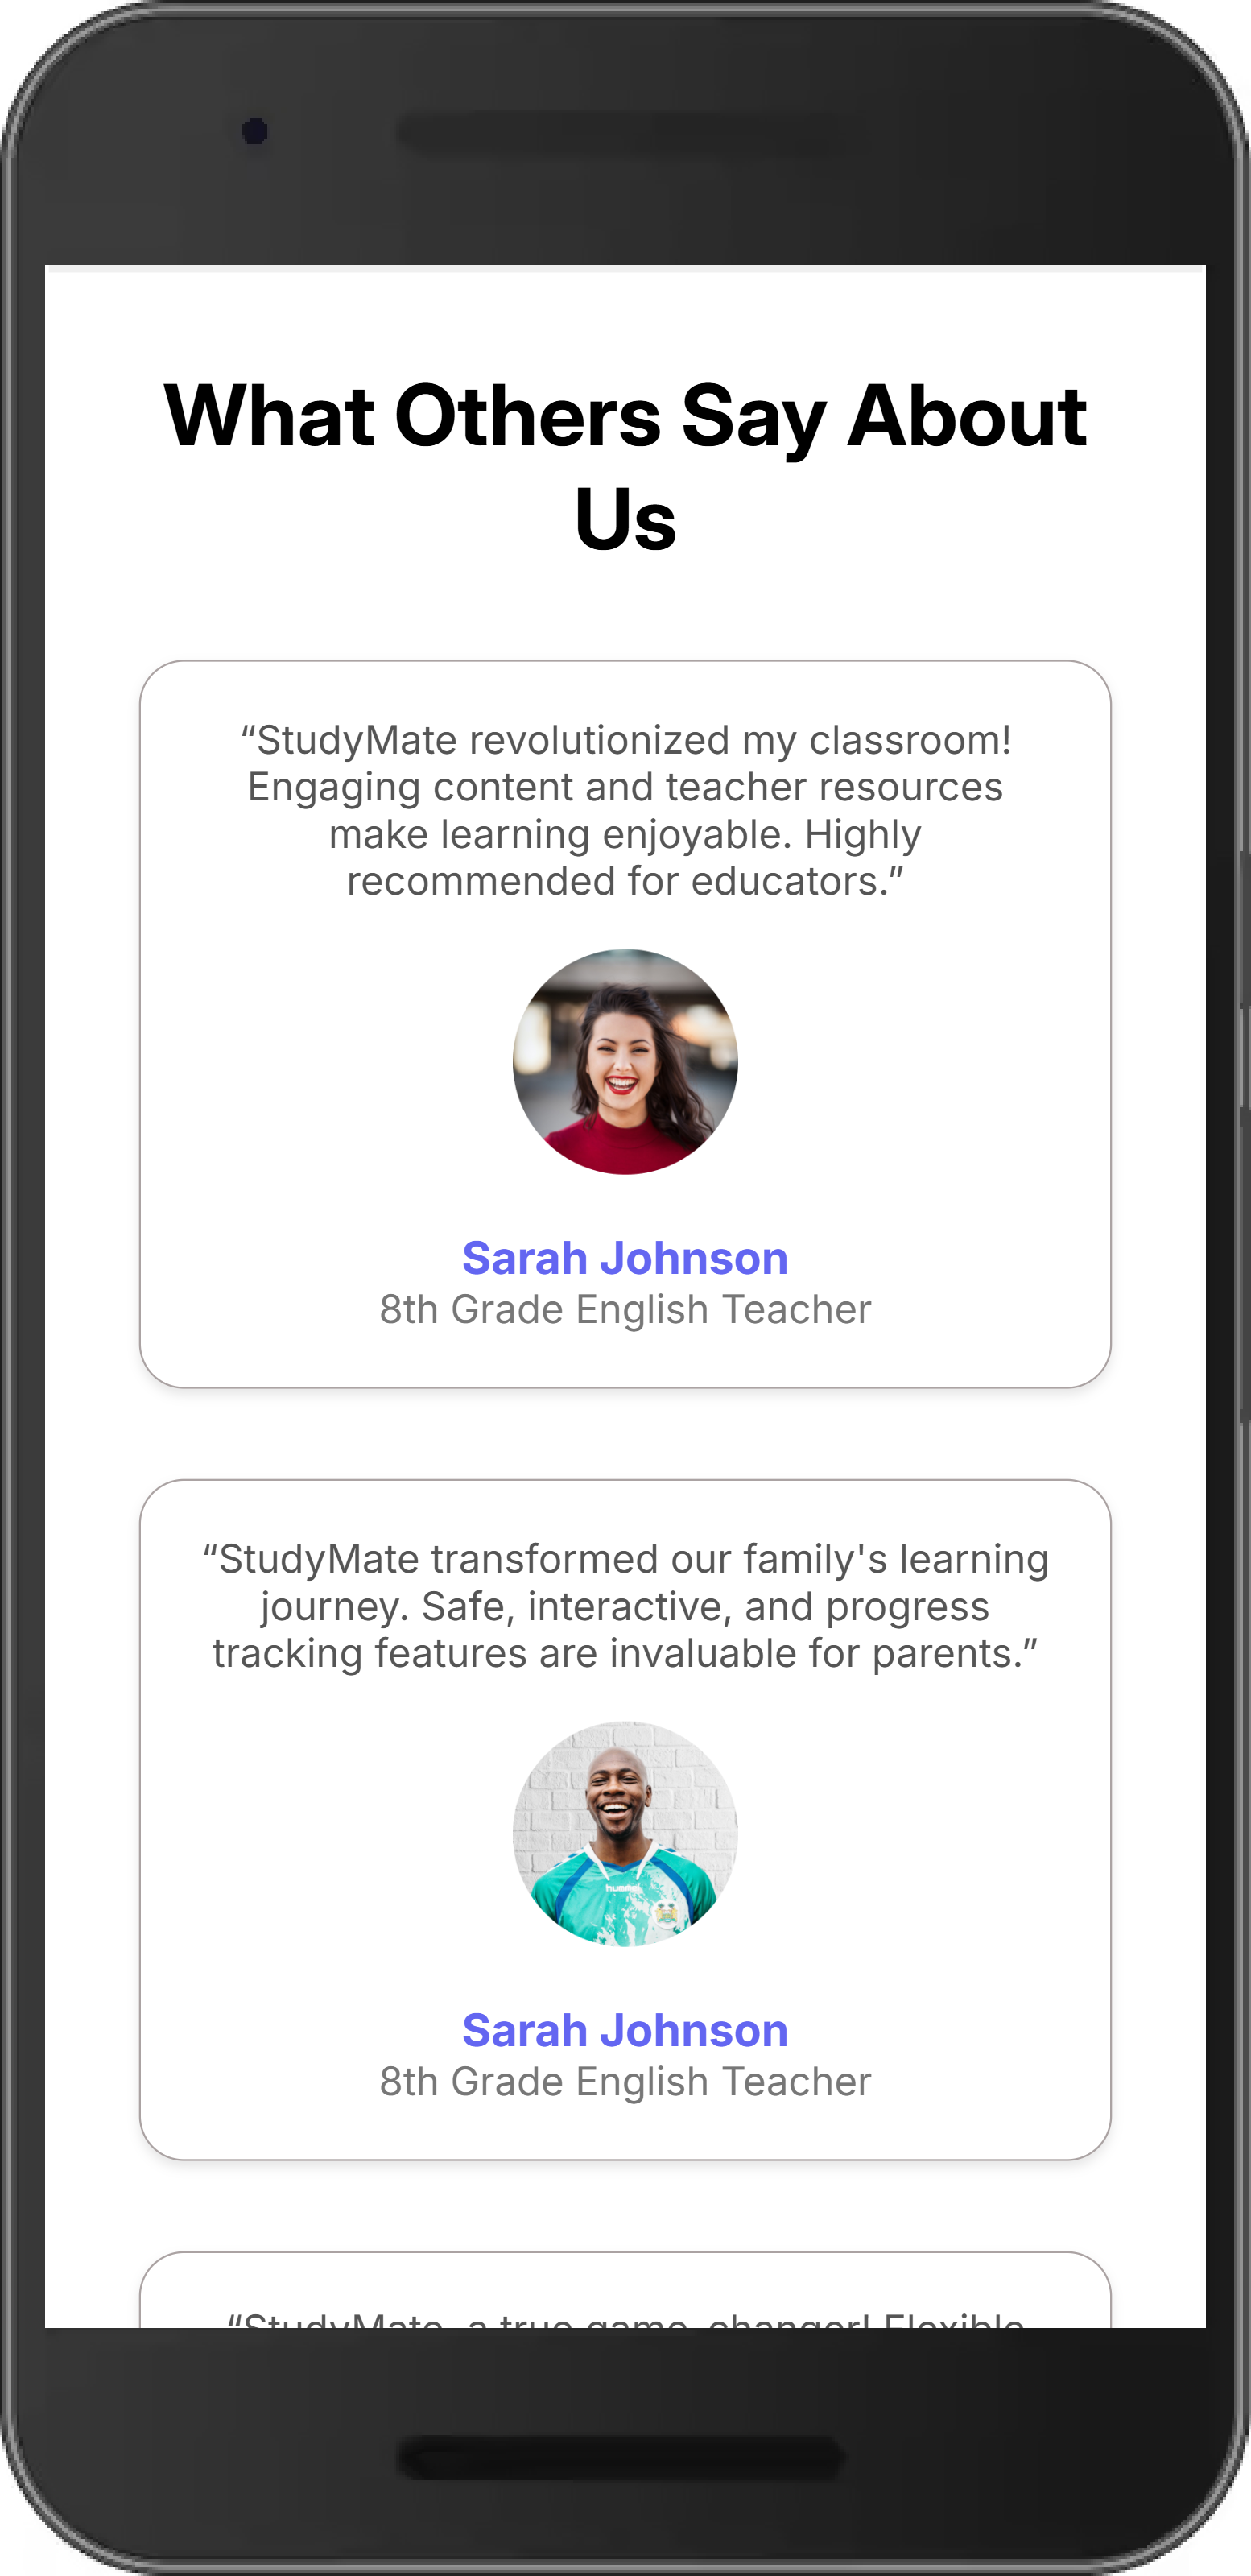 What Others Say About
Us
“StudyMate revolutionized my classroom!
Engaging content and teacher resources
make learning enjoyable. Highly
recommended for educators.”
Sarah Johnson
8th Grade English Teacher
“StudyMate transformed our family's learning
journey. Safe, interactive, and progress
tracking features are invaluable for parents.”
hummel
Sarah Johnson
8th Grade English Teacher
“StudyMate, a true game-changer! Flexible